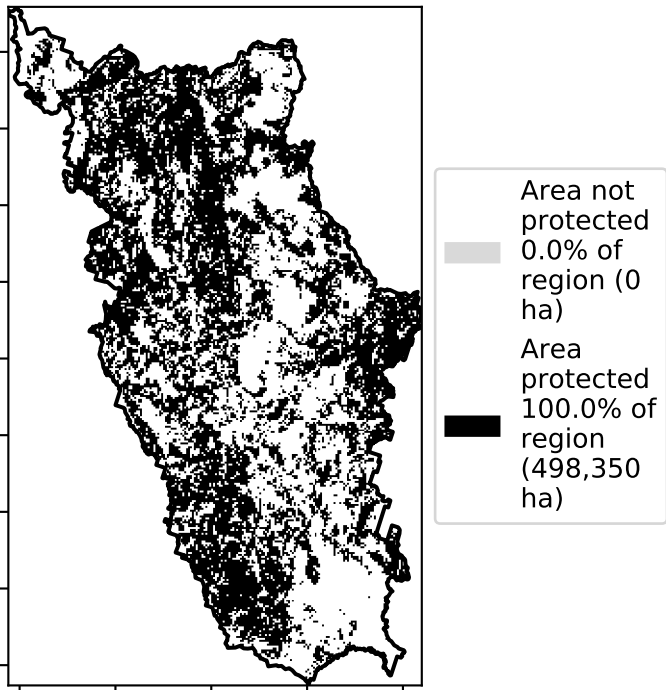 Area not
protected
0.0% of
region (0
ha)
Area
protected
100.0% of
region
(498,350
ha)